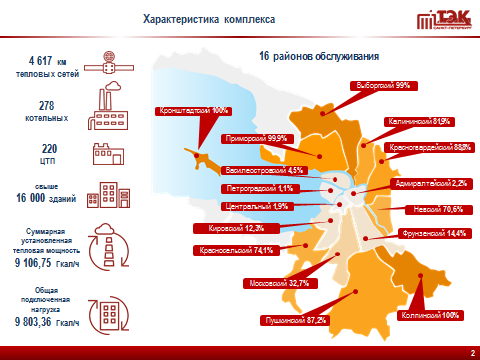 Характеристика комплекса
ТЭК
САНКТ-ПЕТЕРБУРГ
4 617 км
тепловых сетей
278
котельных
220
ЦТП
свыше
16 000 зданий
Суммарная
установленная
тепловая мощность
9 106,75 Гкал/ч
Общая
подключенная
нагрузка
9 803,36 Гкал/ч
16 районов обслуживания
Выборгский 99%
Кронштадтский 100%
Калининский 81,9%
Приморский 99,9%
Красногвардейский 88,8%
Василеостровский 4,5%
Адмиралтейский 2,2%
Петроградский 1,1%
Центральный 1,9%
Невский 70,6%
Кировский 12,3%
Фрунзенский 14,4%
Красносельский 74,1%
Московский 32,7%
Пушкинский 87,2%
Колпинский 100%
2